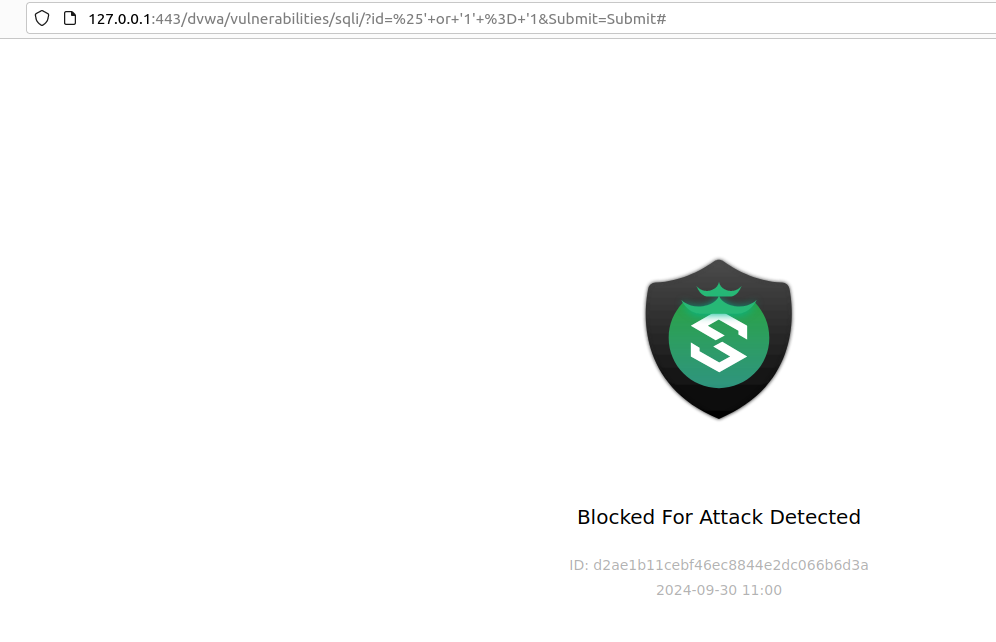 127.0.0.1:443/dvwa/vulnerabilities/sqli/?id=%25'+or+'1'+%3D+'1&Submit=Submit#
Blocked For Attack Detected
ID: d2ae1b11cebf46ec8844e2dc066b6d3a
2024-09-30 11:00